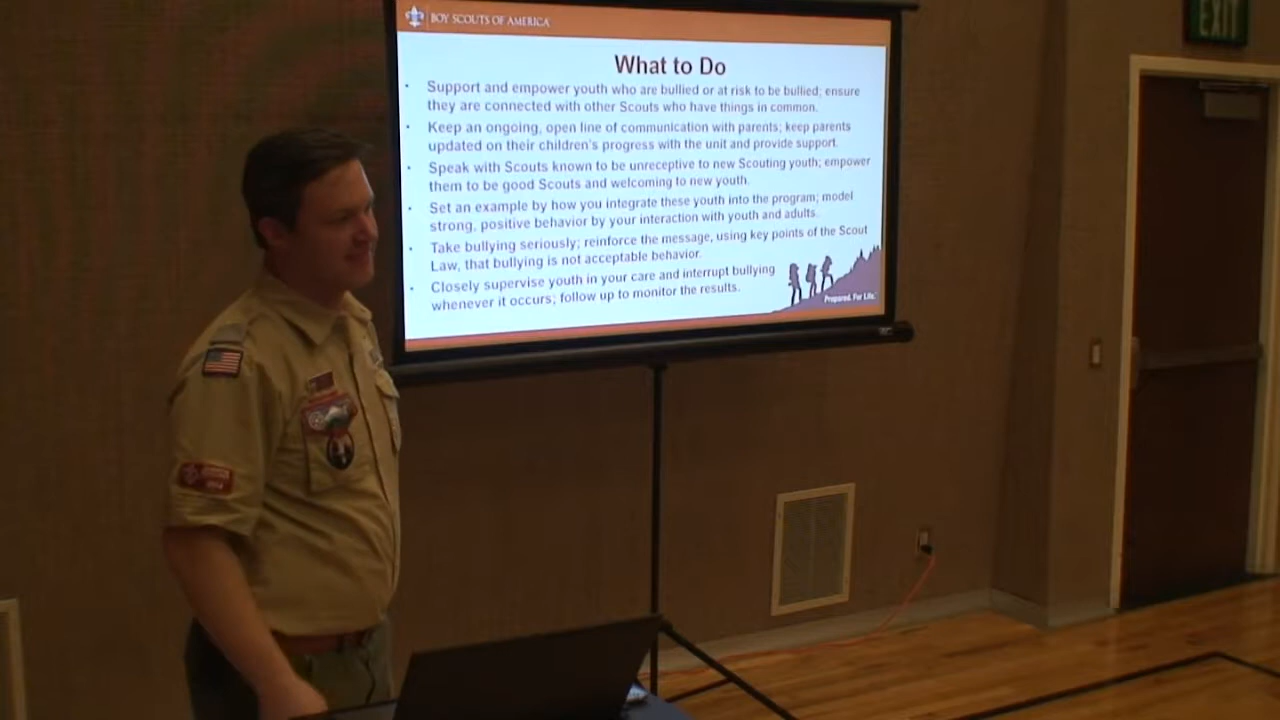 BOY SCOUTS OF AMERICA
EXIT
What to Do
• Support and empower youth who are bullied or at risk to be bullied; ensure
they are connected with other Scouts who have things in common.
• Keep an ongoing, open line of communication with parents; keep parents
updated on their children's progress with the unit and provide support.
• Speak with Scouts known to be unreceptive to new Scouting youth; empower
them to be good Scouts and welcoming to new youth.
• Set an example by how you integrate these youth into the program; model
strong, positive behavior by your interaction with youth and adults.
• Take bullying seriously; reinforce the message, using key points of the Scout
Law, that bullying is not acceptable behavior.
• Closely supervise youth in your care and interrupt bullying
whenever it occurs; follow up to monitor the results.
Prepared. For Life.